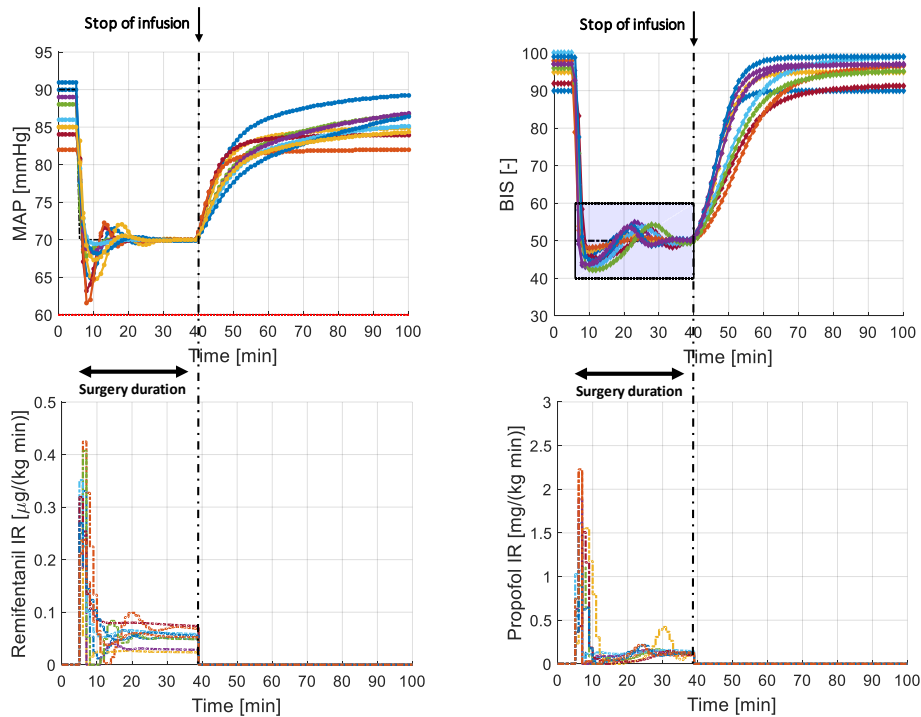 Stop of infusion
95
90
85
80
75
70
65
60
MAP [mmHg]
0 10 20 30 40 50 60 70 80 90 100
Time [min]
Stop of infusion
100
90
80
70
60
50
40
30
BIS [-]
0 10 20 30 40 50 60 70 80 90 100
Time [min]
Surgery duration
0.5
0.4
0.3
0.2
0.1
0
Remifentanil IR [μg/(kg min)]
0 10 20 30 40 50 60 70 80 90 100
Time [min]
Surgery duration
3
2.5
2
1.5
1
0.5
0
Propofol IR [mg/(kg min)]
0 10 20 30 40 50 60 70 80 90 100
Time [min]